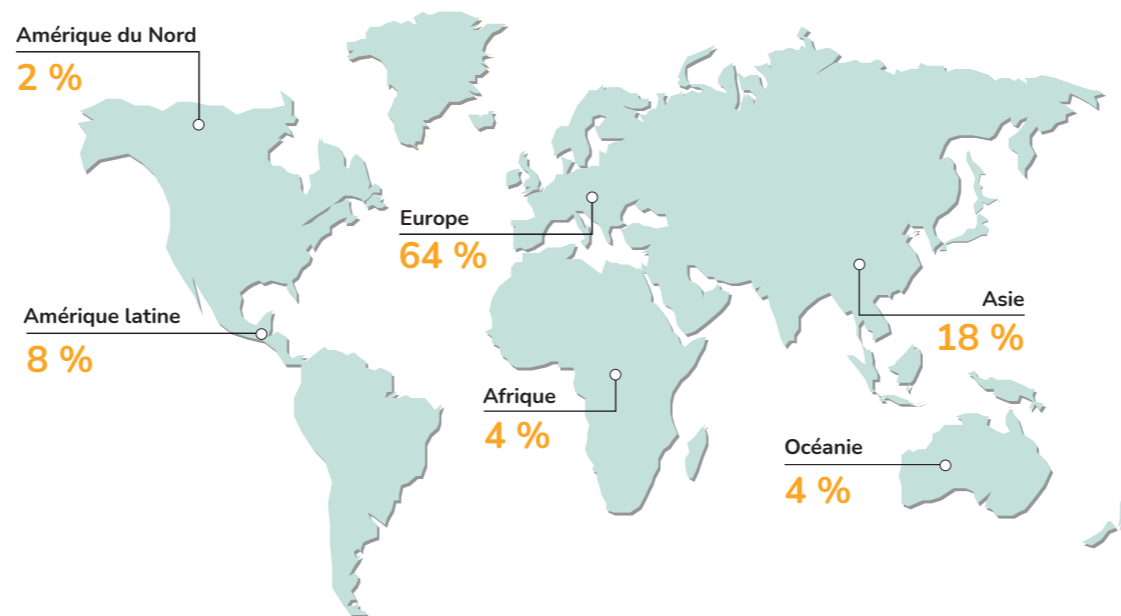 Amérique du Nord
2 %
Europe
64 %
Amérique latine
8 %
Asie
18 %
Afrique
4 %
Océanie
4 %